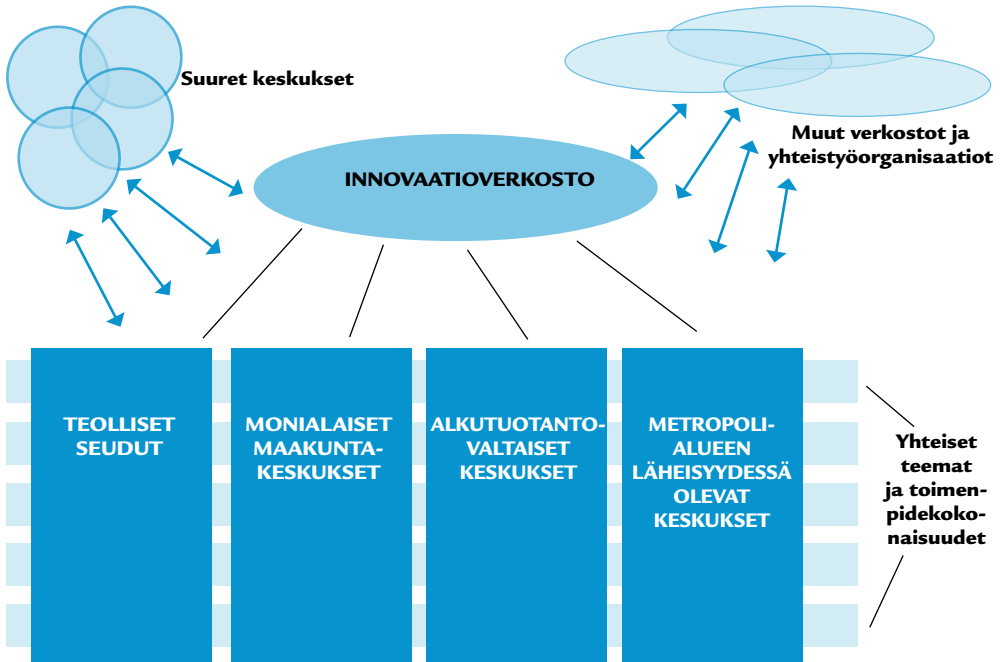 Suuret keskukset
Muut verkostot ja
yhteistyöorganisaatiot
INNOVAATIOVERKOSTO
TEOLLISET
SEUDUT
MONIALAISET
MAAKUNTA-
KESKUKSET
ALKUTUOTANTO-
VALTAISET
KESKUKSET
METROPOLI-
ALUEEN
LÄHEISYYDESSÄ
OLEVAT
KESKUKSET
Yhteiset
teemat
ja toimen-
pidekoko-
naisuudet